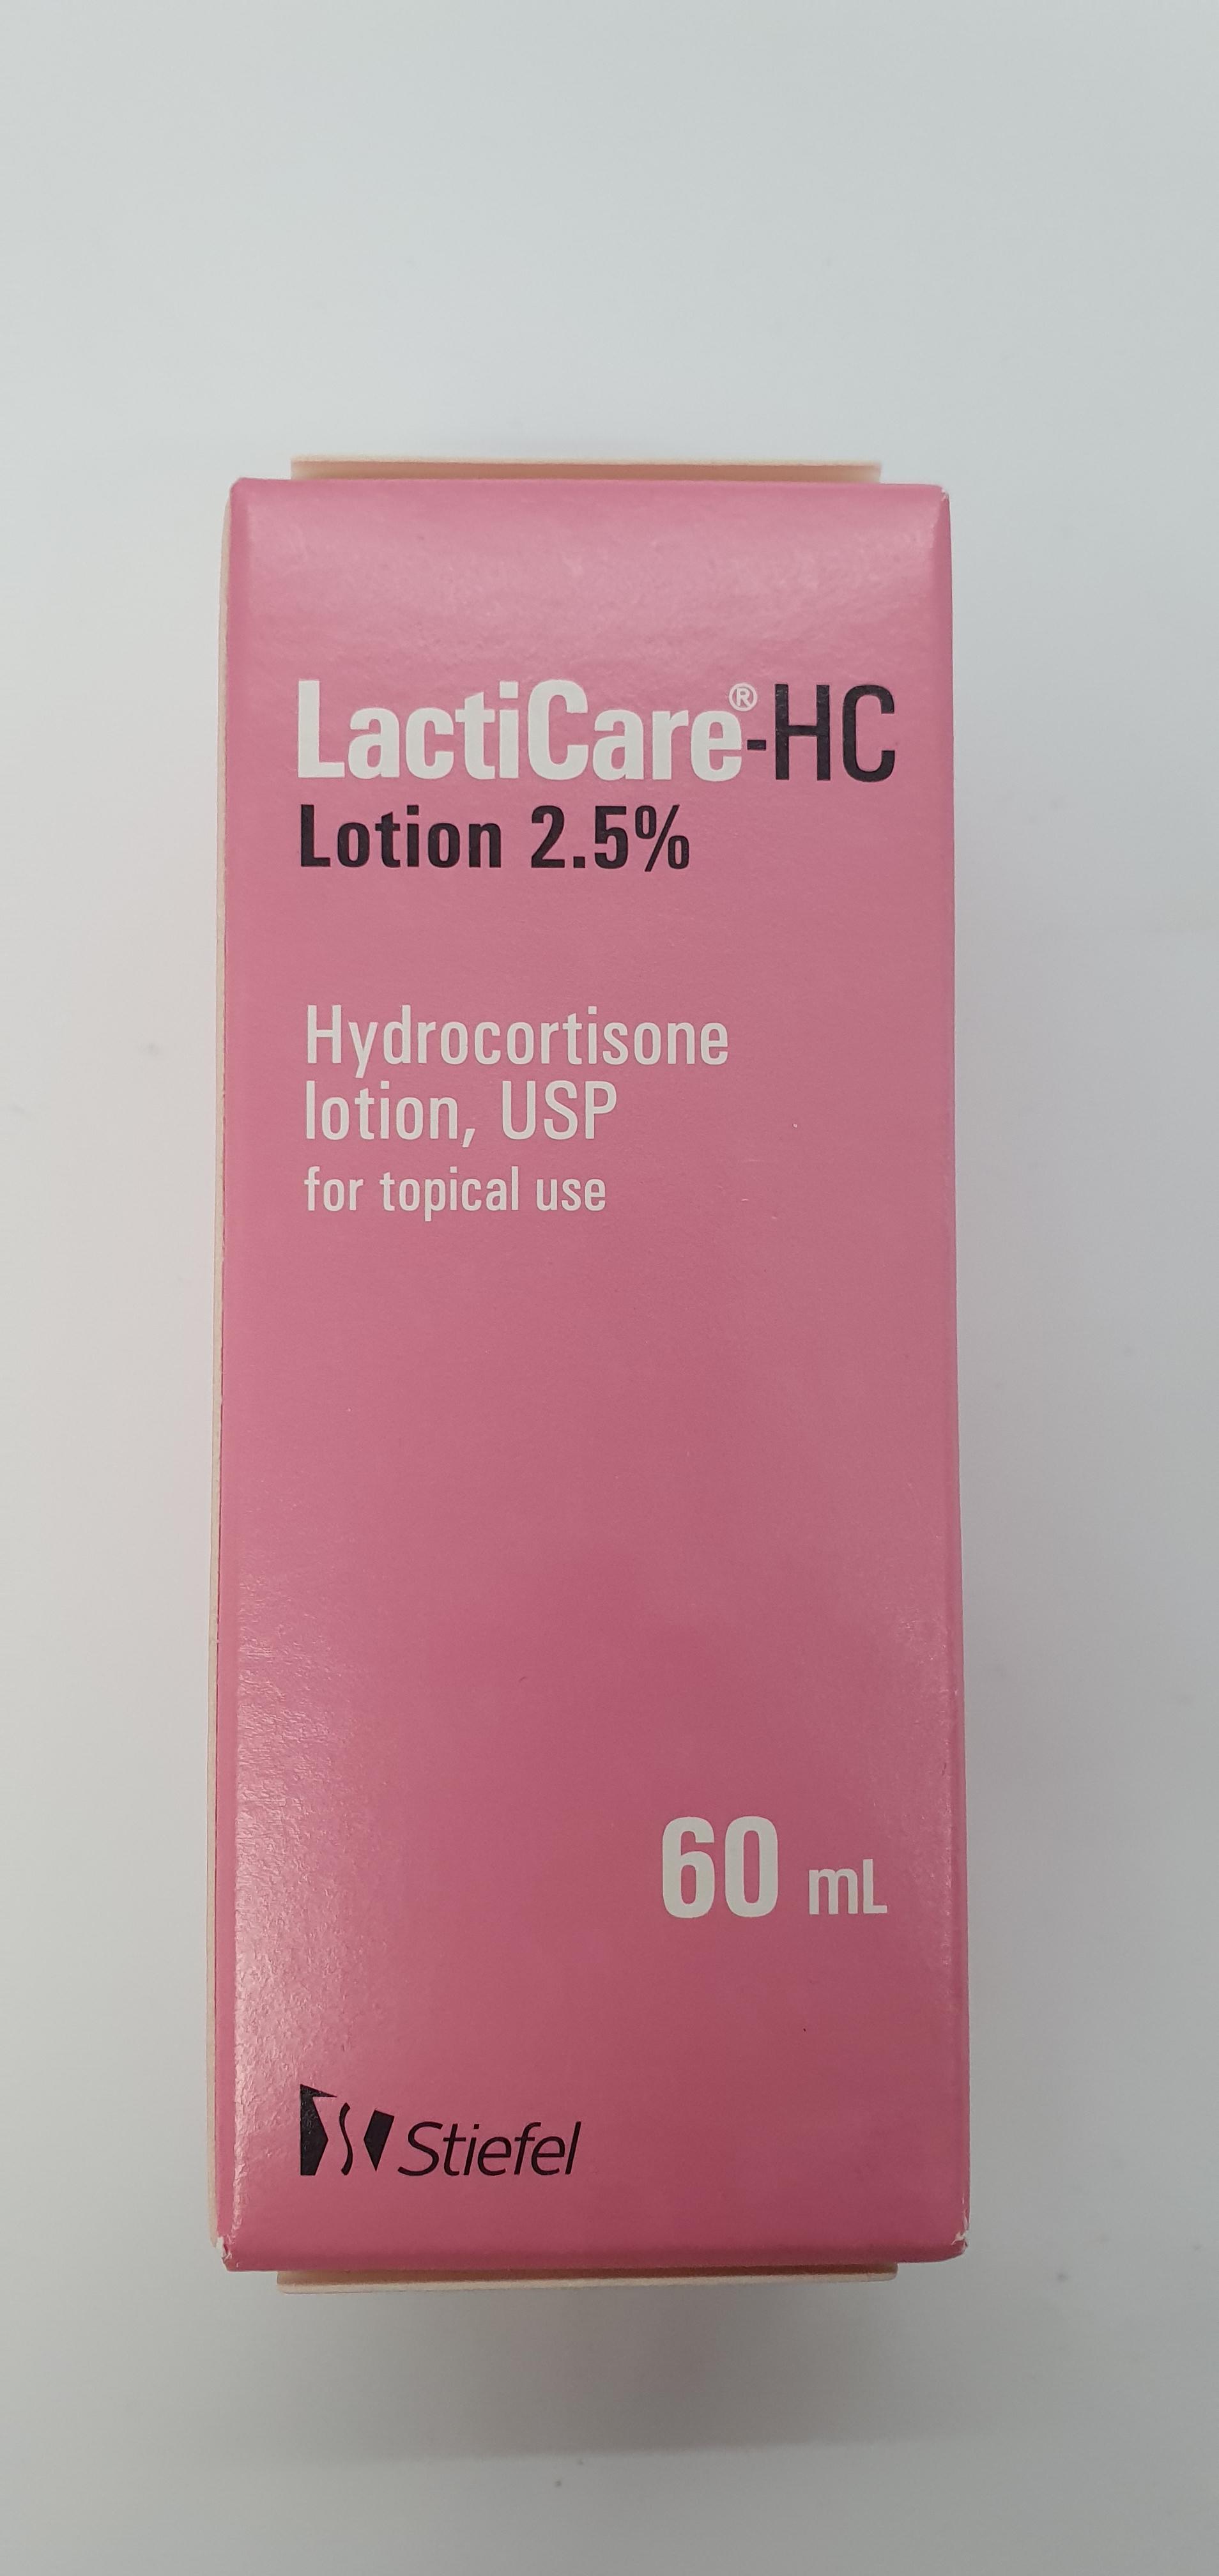 LactiCare®-HC
Lotion 2.5%
Hydrocortisone
lotion, USP
for topical use
60 mL
Stiefel